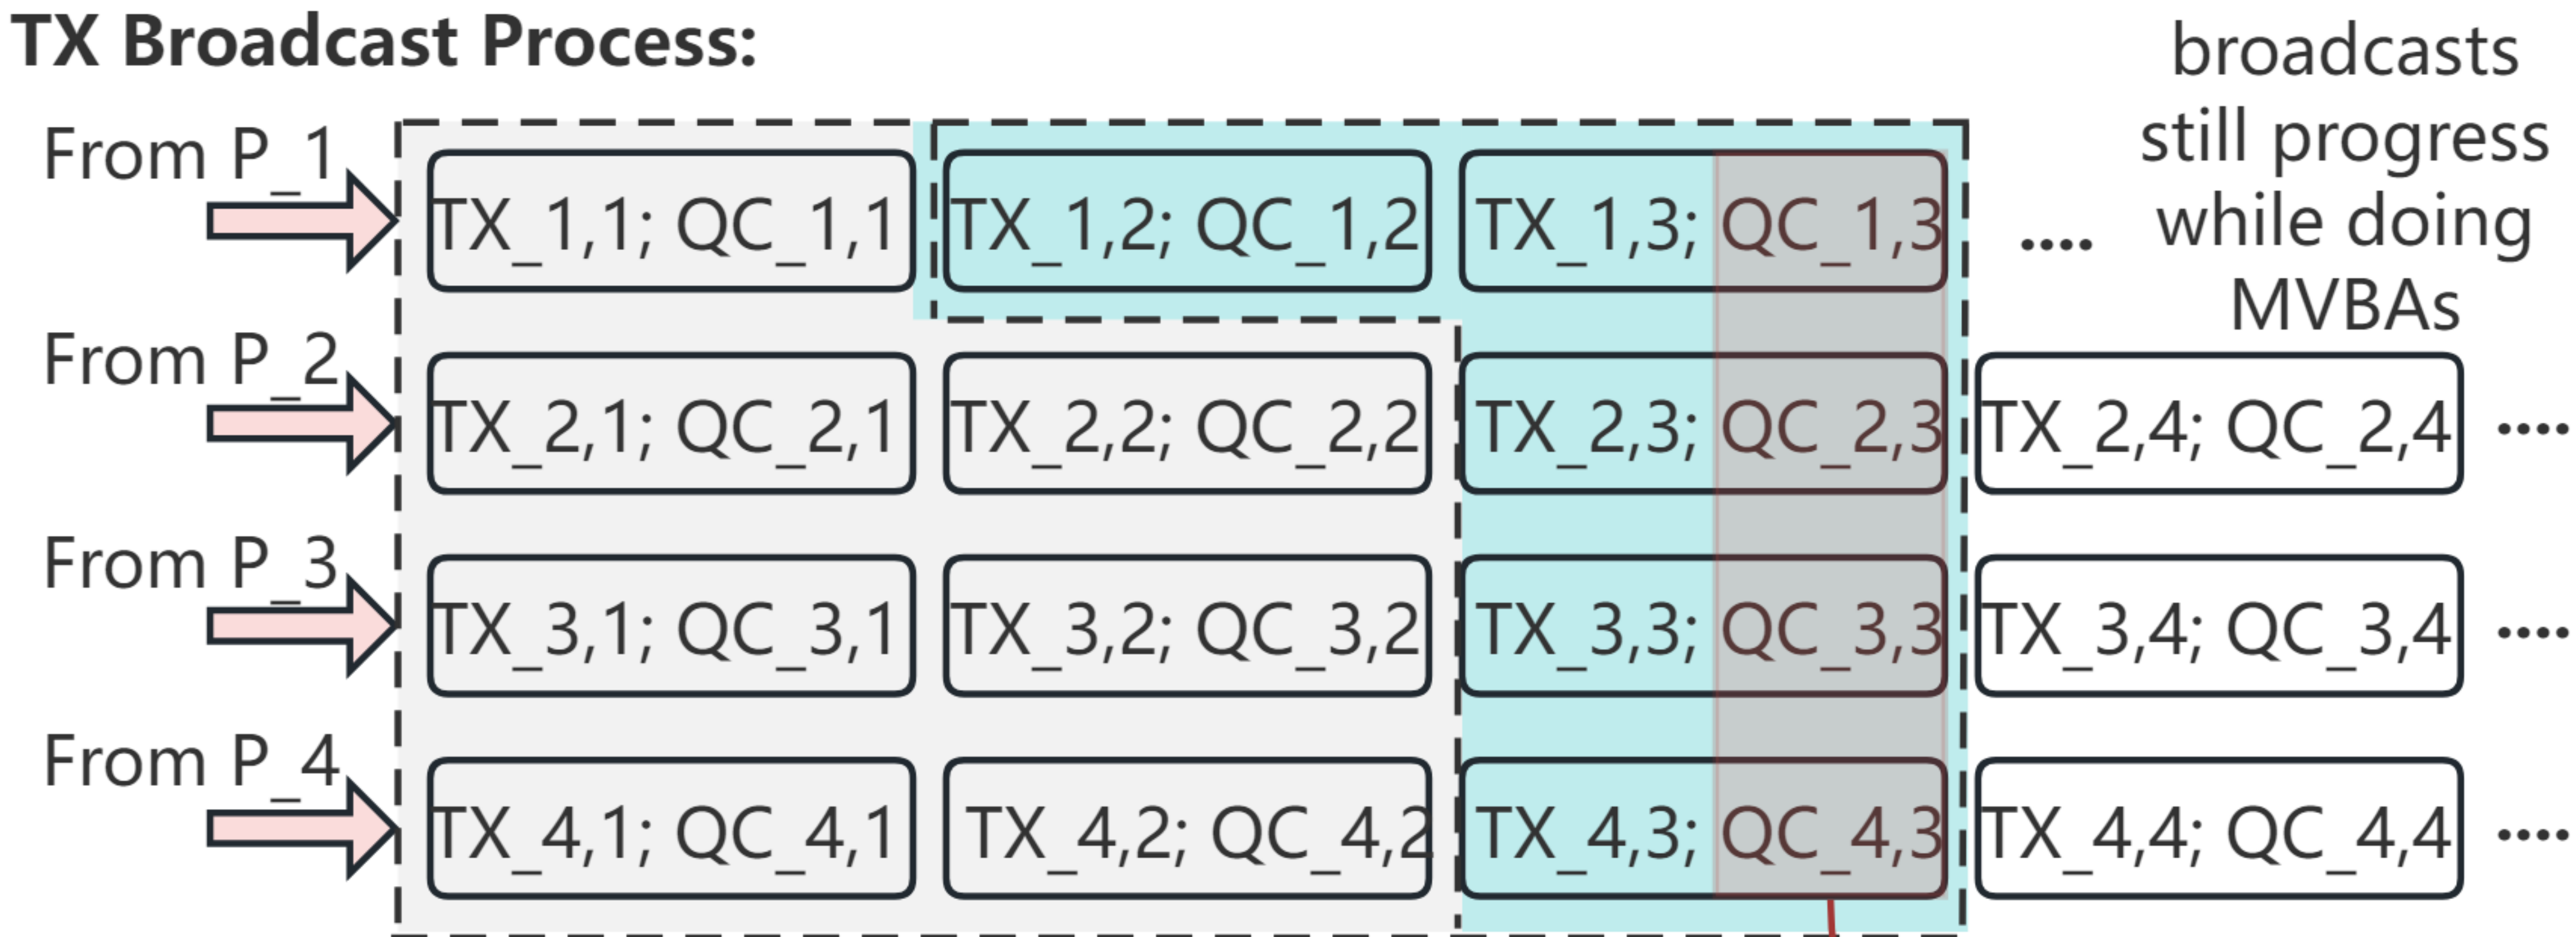 TX Broadcast Process:
broadcasts
still progress
while doing
MVBAs
From P_1
TX_1,1; QC_1,1
TX_1,2; QC_1,2
TX_1,3; QC_1,3
....
From P_2
TX_2,1; QC_2,1
TX_2,2; QC_2,2
TX_2,3; QC_2,3
TX_2,4; QC_2,4
....
From P_3
TX_3,1; QC_3,1
TX_3,2; QC_3,2
TX_3,3; QC_3,3
TX_3,4; QC_3,4
....
From P_4
TX_4,1; QC_4,1
TX_4,2; QC_4,2
TX_4,3; QC_4,3
TX_4,4; QC_4,4
....